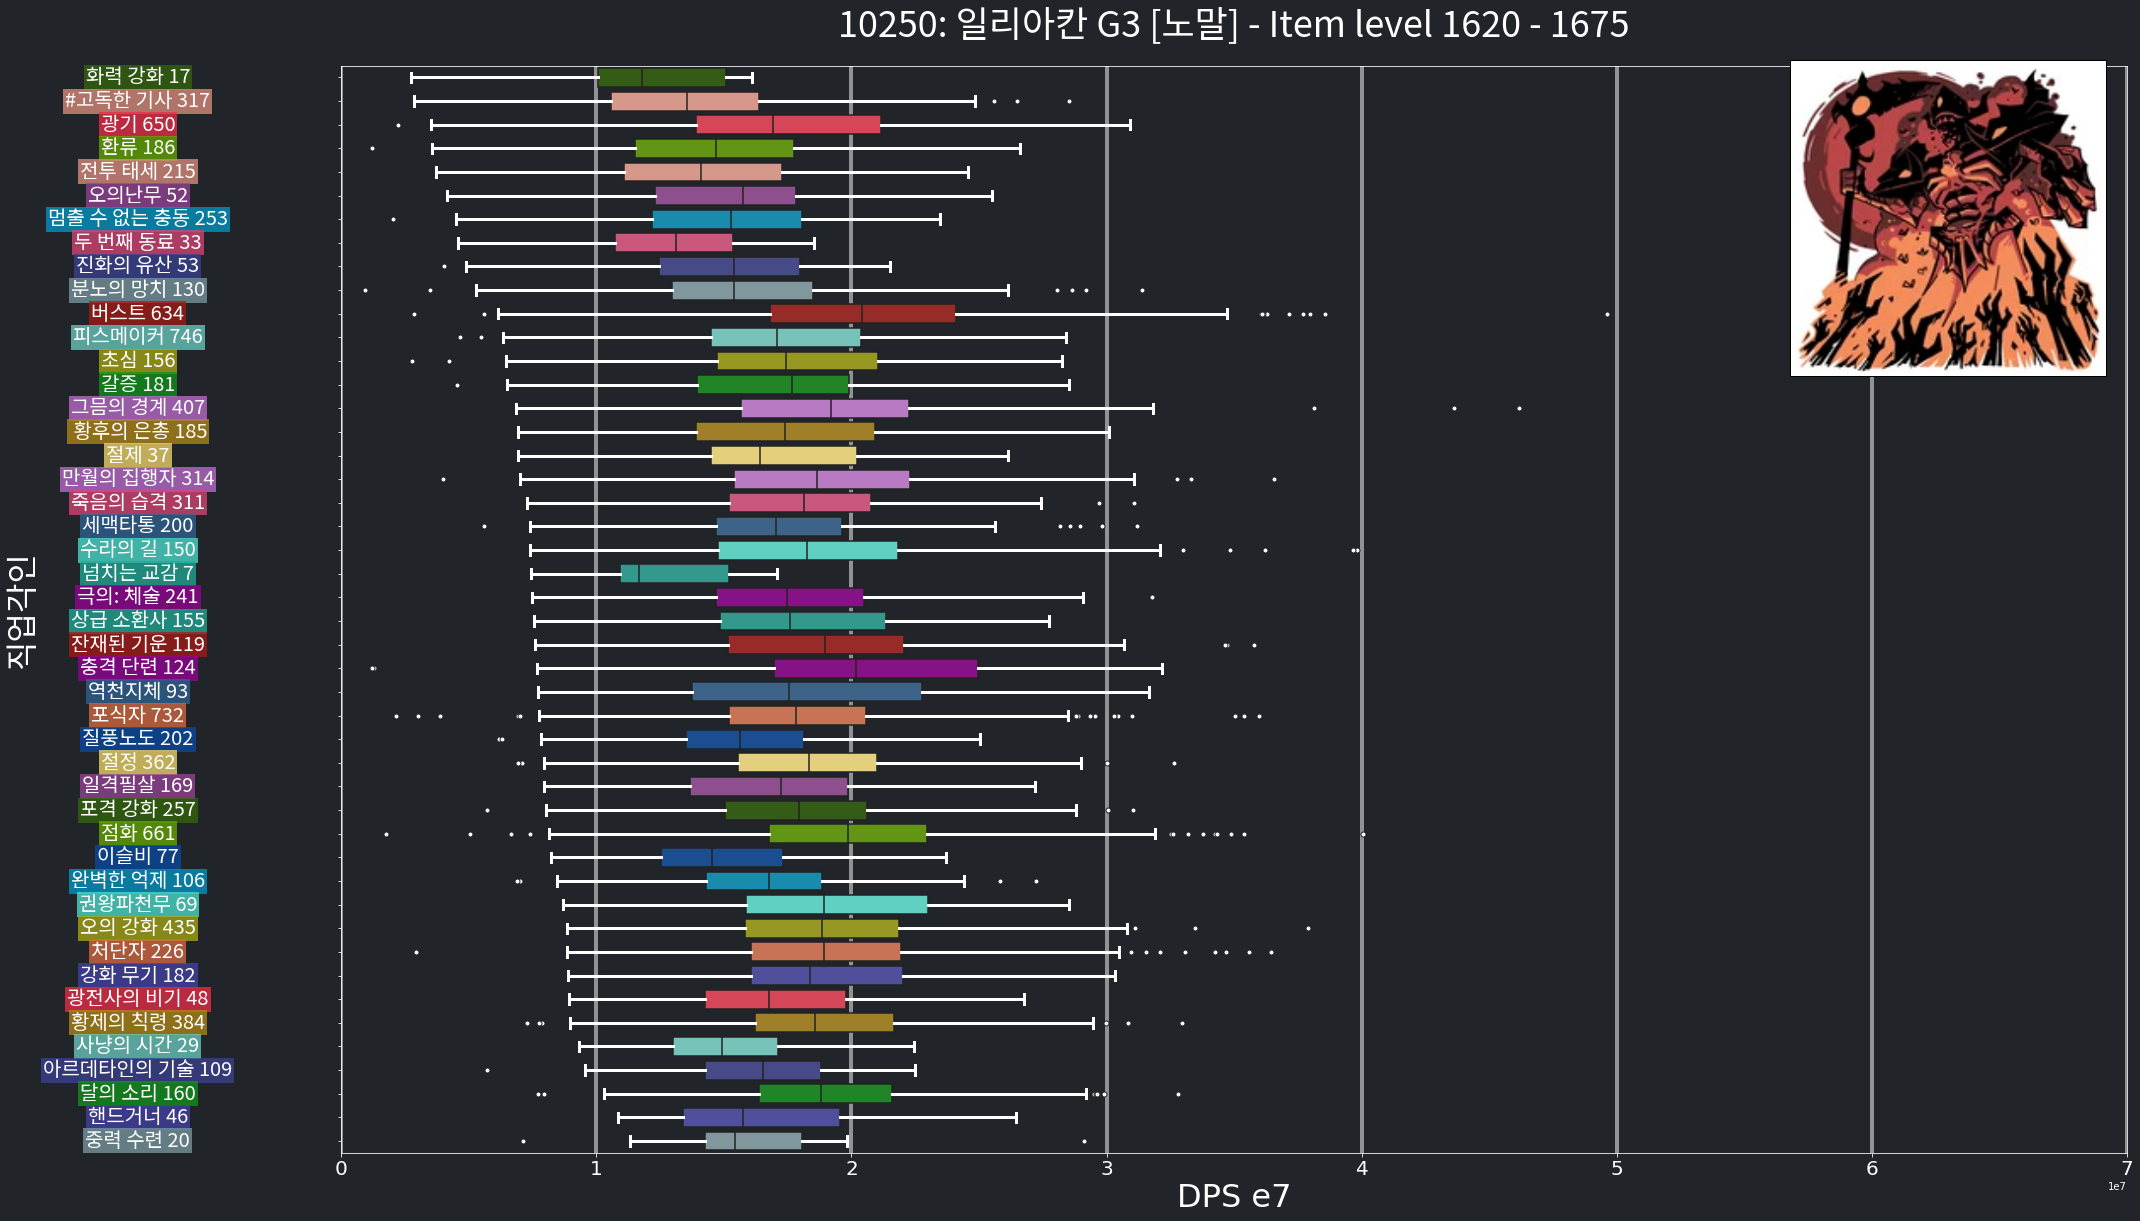 10250: 일리아칸 G3 [노말] - Item level 1620 - 1675
화력 강화 17
#고독한 기사 317
광기 650
환류 186
전투 태세 215
오의난무 52
멈출 수 없는 충동 253
두 번째 동료 33
진화의 유산 53
분노의 망치 130
버스트 634
피스메이커 746
초심 156
갈증 181
그믐의 경계 407
황후의 은총 185
절제 37
만월의 집행자 314
죽음의 습격 311
세맥타통 200
수라의 길 150
넘치는 교감 7
극의: 체술 241
상급 소환사 155
잔재된 기운 119
충격 단련 124
역천지체 93
포식자 732
질풍노도 202
절정 362
일격필살 169
포격 강화 257
점화 661
이슬비 77
완벽한 억제 106
권왕파천무 69
오의 강화 435
처단자 226
강화 무기 182
광전사의 비기 48
황제의 칙령 384
사냥의 시간 29
아르데타인의 기술 109
달의 소리 160
핸드거너 46
중력 수련 20
직업각인
0 1 2 3 4 5 6 7
DPS e7
1e7